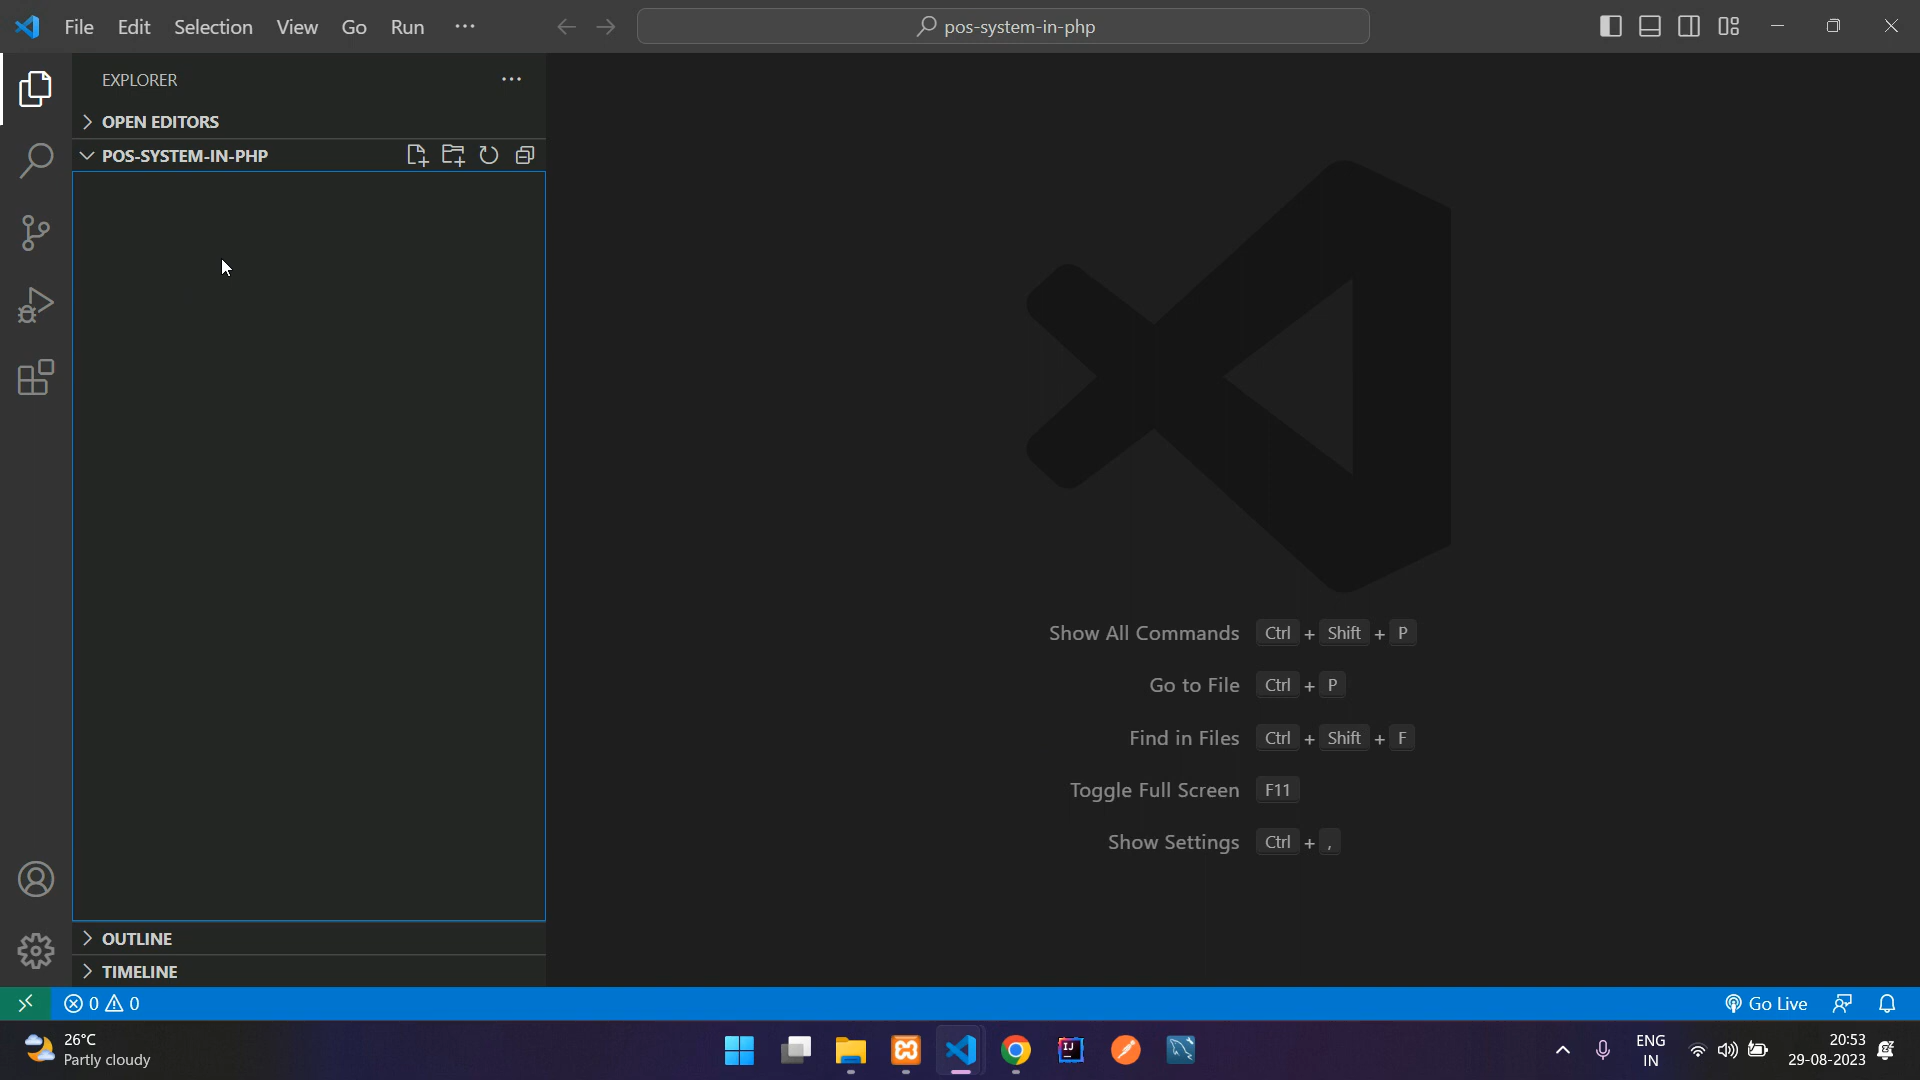 File Edit Selection View Go Run ···
pos-system-in-php
EXPLORER
OPEN EDITORS
POS-SYSTEM-IN-PHP
Show All Commands Ctrl + Shift + P
Go to File Ctrl + P
Find in Files Ctrl + Shift + F
Toggle Full Screen F11
Show Settings Ctrl + ,
OUTLINE
TIMELINE
0 0
Go Live
26°C
Partly cloudy
IJ
ENG
IN
20:53
29-08-2023